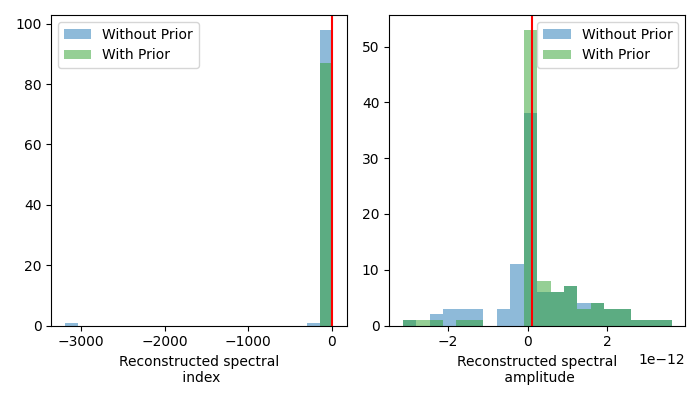 100
80
60
40
20
0
Without Prior
With Prior
−3000
−2000
−1000
0
Reconstructed spectral
index
50
40
30
20
10
0
Without Prior
With Prior
−2
0
2
1e−12
Reconstructed spectral
amplitude